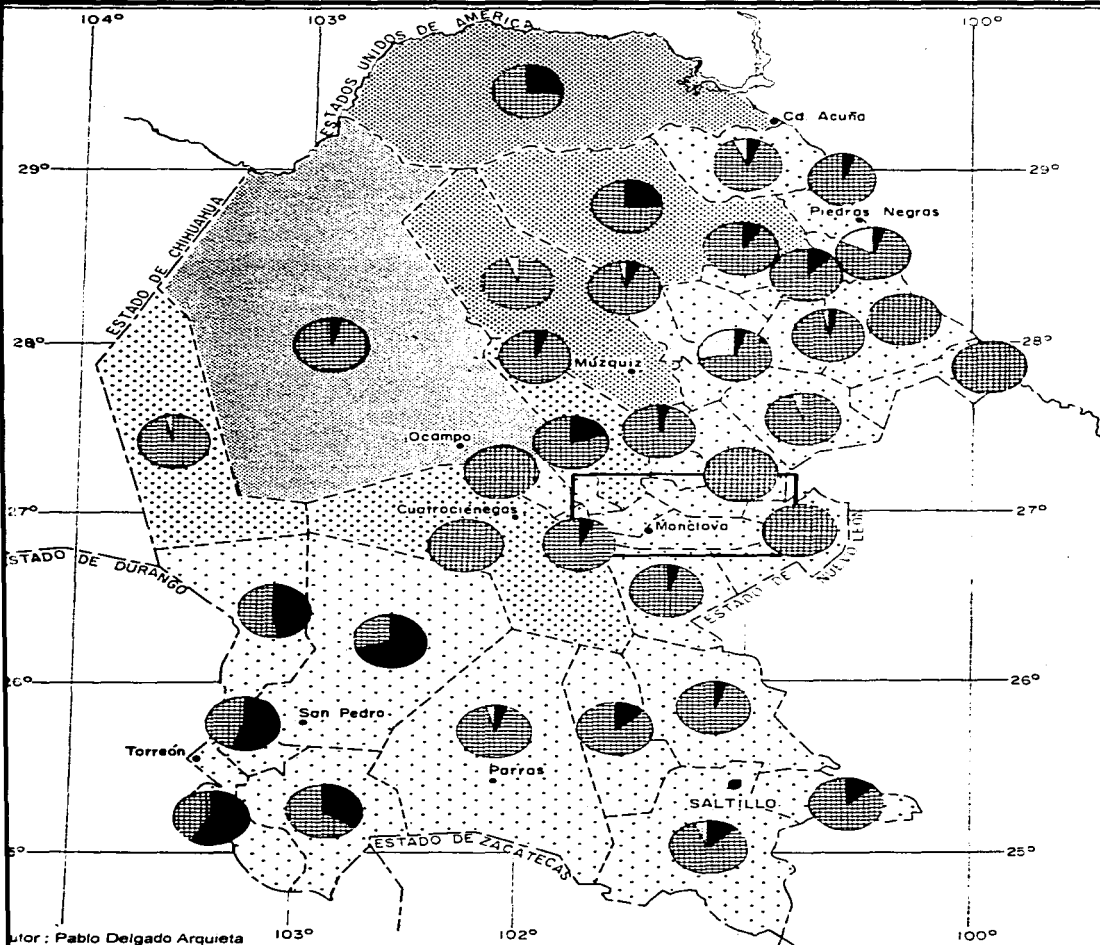 104°
103°
100°
ESTADOS UNIDOS DE AMÉRICA
Cd. Acuña
29°
29°
Piedras Negras
ESTADO DE CHIHUAHUA
28°
28°
Múzquiz
Ocampo
Cuatrociénegas
27°
27°
Monclova
ESTADO DE NUEVO LEÓN
ESTADO DE DURANGO
26°
26°
San Pedro
Torreón
Parras
SALTILLO
ESTADO DE ZACATECAS
25°
25°
103°
102°
100°
utor : Pablo Delgado Arquieta